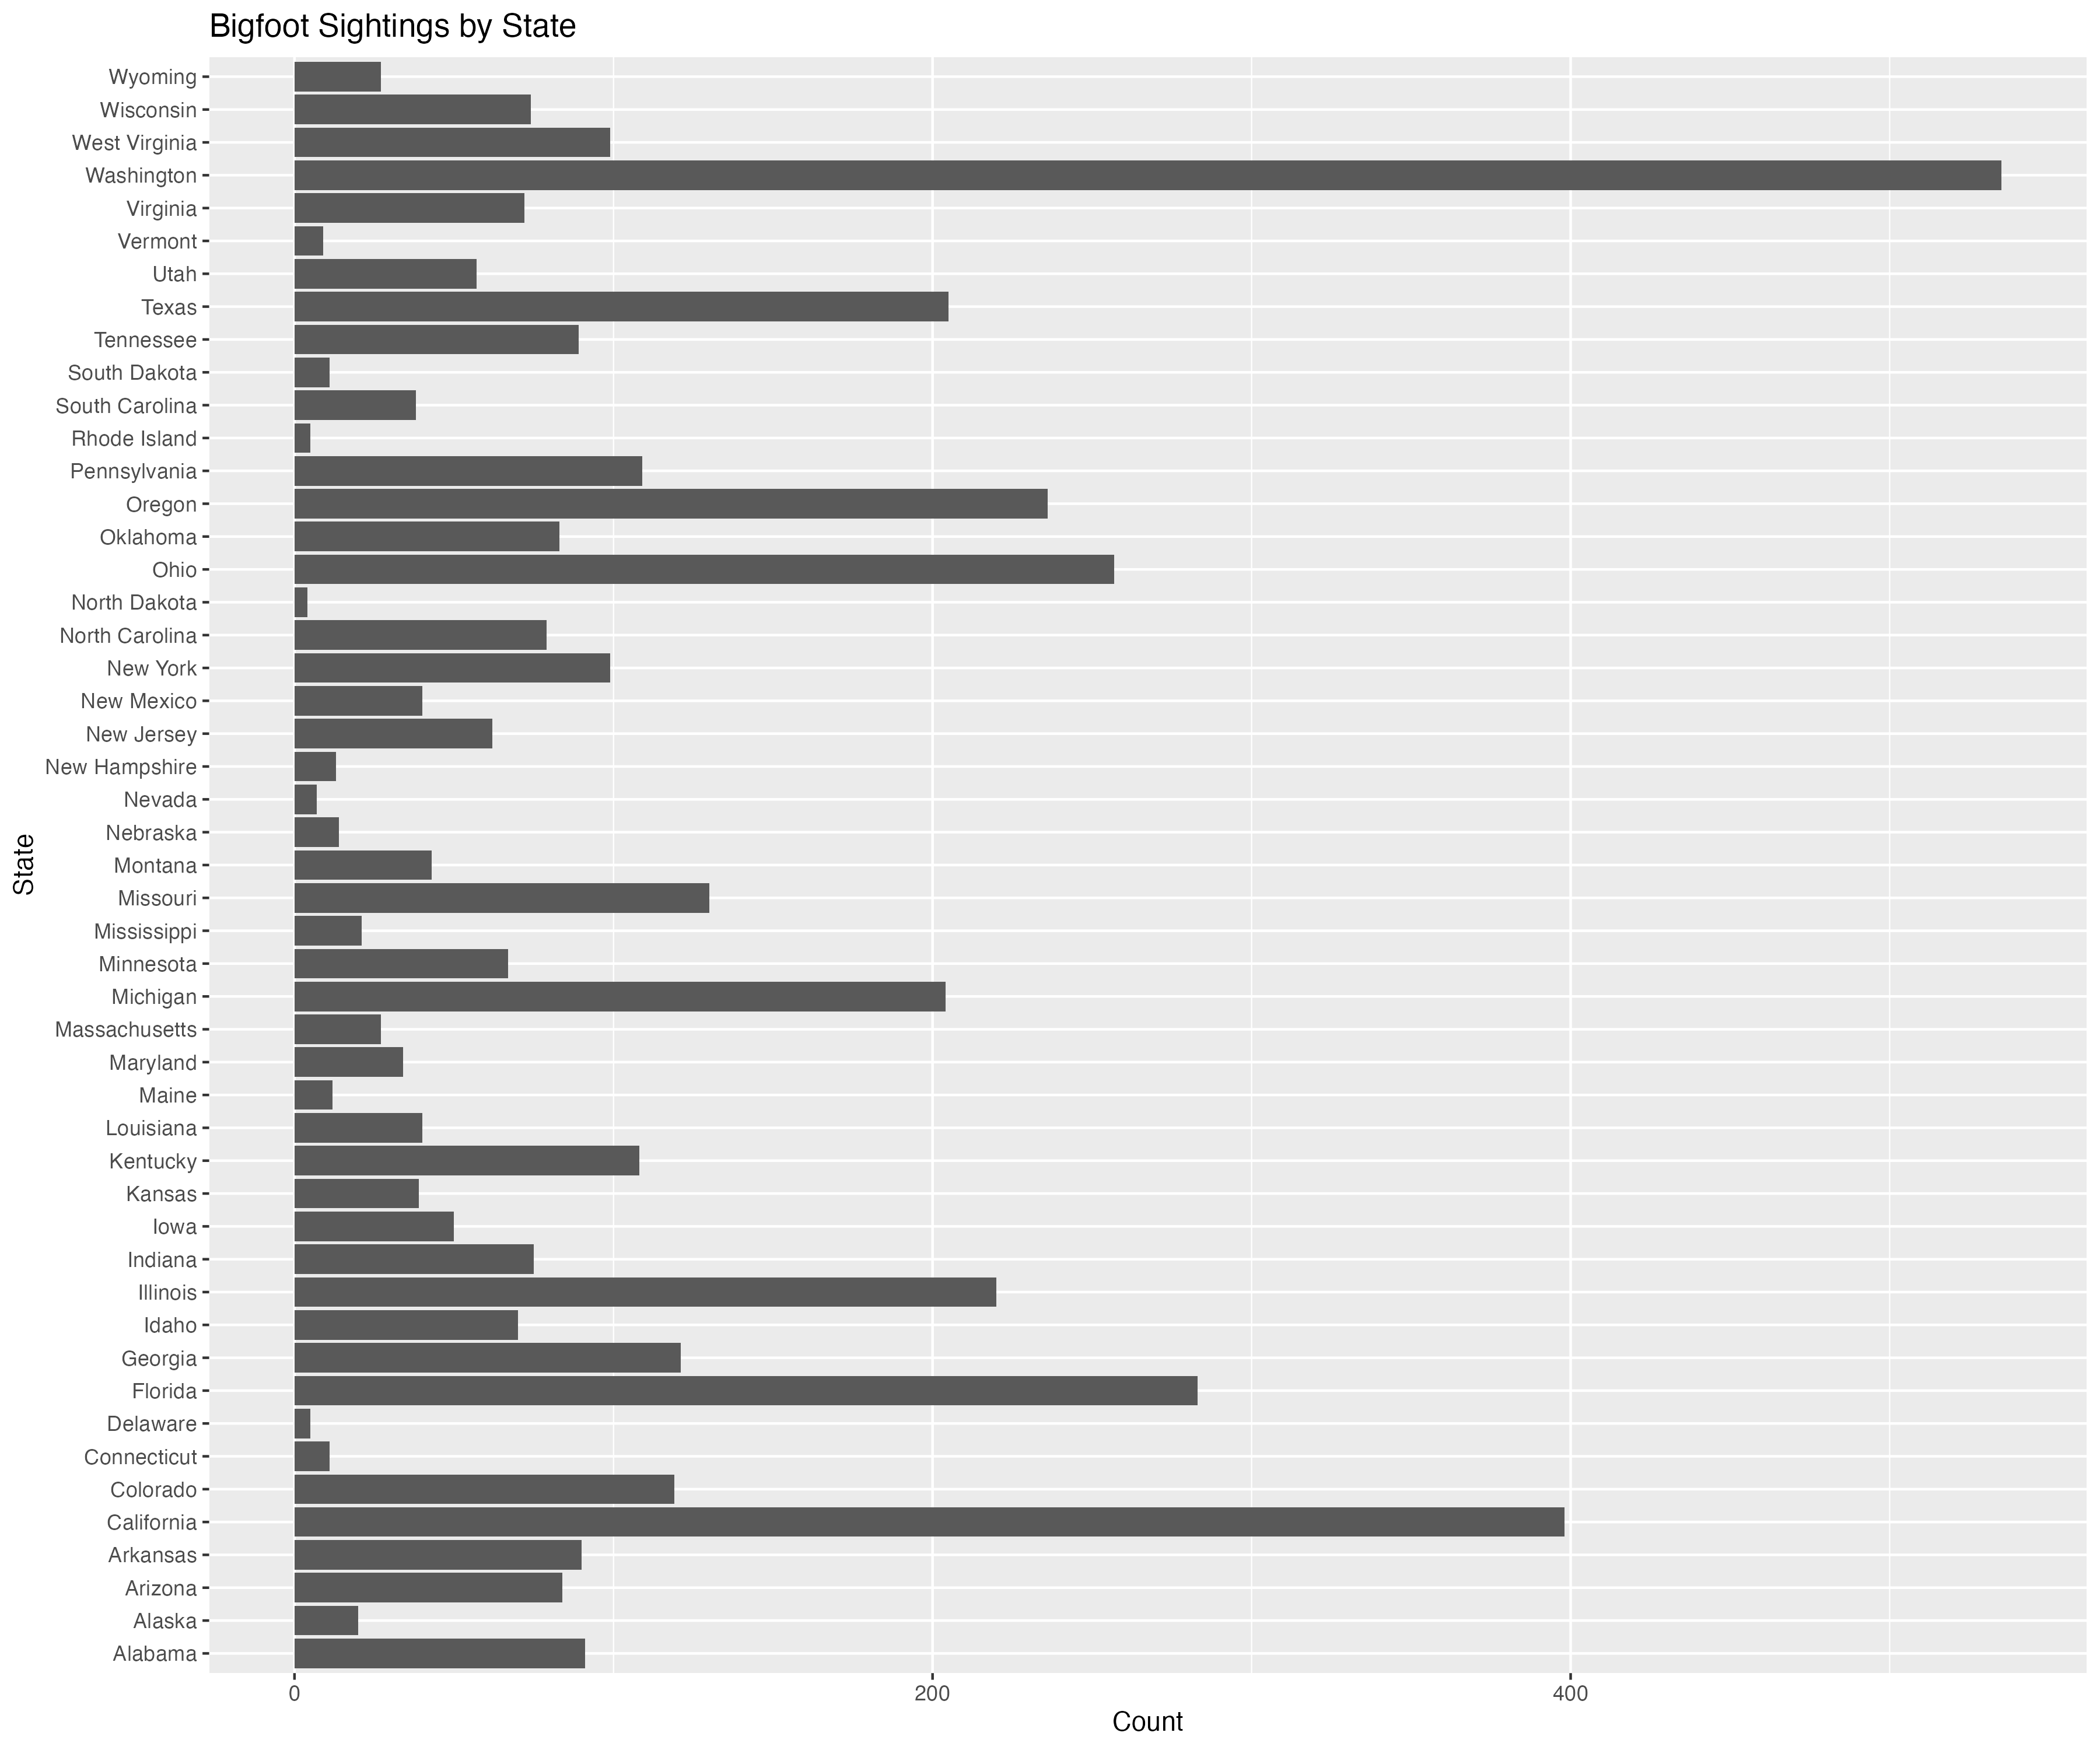 Bigfoot Sightings by State
Wyoming
Wisconsin
West Virginia
Washington
Virginia
Vermont
Utah
Texas
Tennessee
South Dakota
South Carolina
Rhode Island
Pennsylvania
Oregon
Oklahoma
Ohio
North Dakota
North Carolina
New York
New Mexico
New Jersey
New Hampshire
Nevada
Nebraska
Montana
Missouri
Mississippi
Minnesota
Michigan
Massachusetts
Maryland
Maine
Louisiana
Kentucky
Kansas
Iowa
Indiana
Illinois
Idaho
Georgia
Florida
Delaware
Connecticut
Colorado
California
Arkansas
Arizona
Alaska
Alabama
State
0 200 400
Count